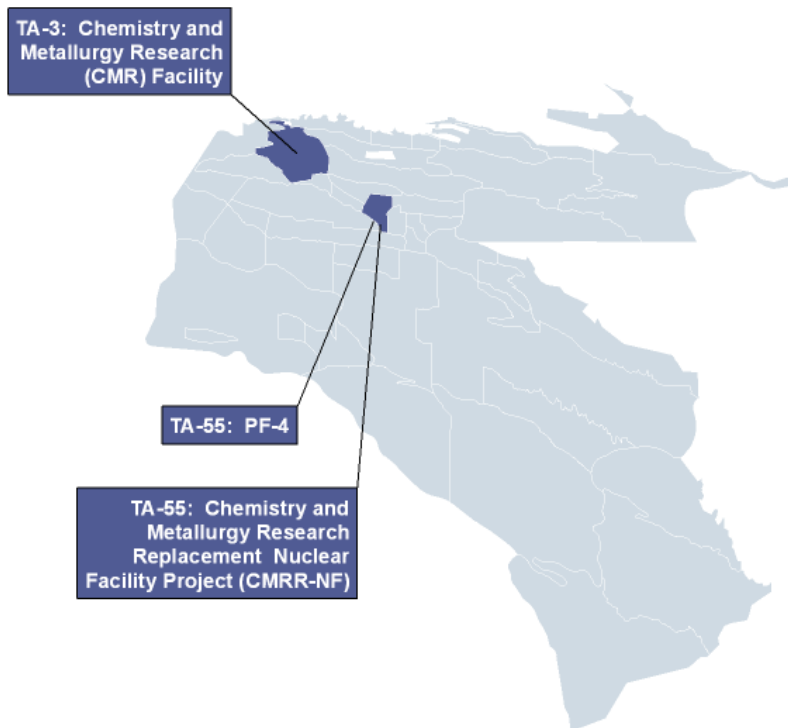 TA-3: Chemistry and
Metallurgy Research
(CMR) Facility
TA-55: PF-4
TA-55: Chemistry and
Metallurgy Research
Replacement Nuclear
Facility Project (CMRR-NF)